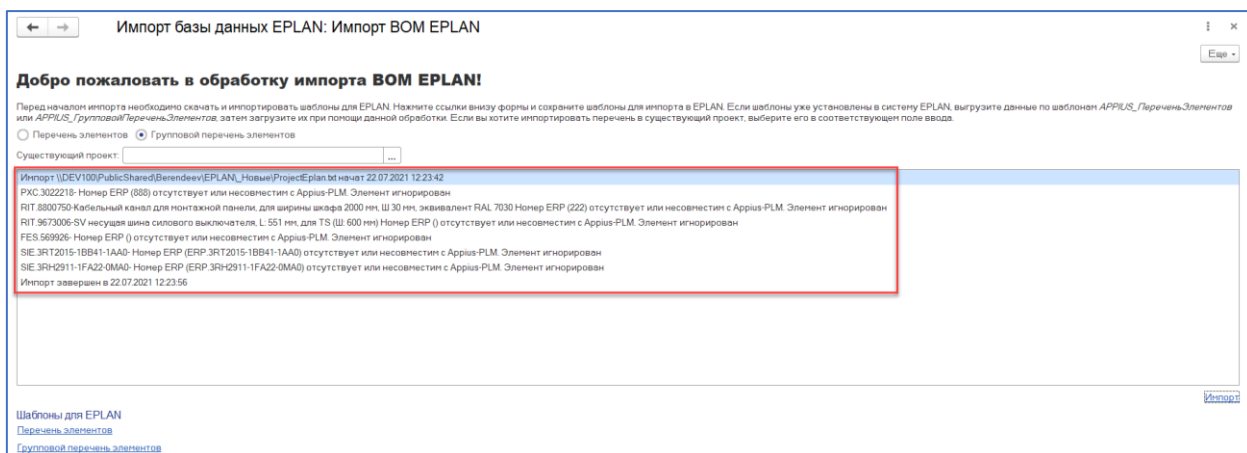 Импорт базы данных EPLAN: Импорт BOM EPLAN
Еще
Добро пожаловать в обработку импорта BOM EPLAN!
Перед началом импорта необходимо скачать и импортировать шаблоны для EPLAN. Нажмите ссылки внизу формы и сохраните шаблоны для импорта в EPLAN. Если шаблоны уже установлены в систему EPLAN, выгрузите данные по шаблонам APPIUS_ПереченьЭлементов
или APPIUS_ГрупповойПереченьЭлементов, затем загрузите их при помощи данной обработки. Если вы хотите импортировать перечень в существующий проект, выберите его в соответствующем поле ввода.
Перечень элементов Групповой перечень элементов
Существующий проект: ...
Импорт \\DEV100\PublicShared\Berendeev\EPLAN\_Новые\ProjectEplan.txt начат 22.07.2021 12:23:42
PXC.3022218- Номер ERP (888) отсутствует или несовместим с Appius-PLM. Элемент игнорирован
RIT.8800750-Кабельный канал для монтажной панели, для ширины шкафа 2000 мм, Ш 30 мм, эквивалент RAL 7030 Номер ERP (222) отсутствует или несовместим с Appius-PLM. Элемент игнорирован
RIT.9673006-SV несущая шина силового выключателя, L: 551 мм, для TS (Ш: 600 мм) Номер ERP () отсутствует или несовместим с Appius-PLM. Элемент игнорирован
FES.569926- Номер ERP () отсутствует или несовместим с Appius-PLM. Элемент игнорирован
SIE.3RT2015-1BB41-1AA0- Номер ERP (ERP.3RT2015-1BB41-1AA0) отсутствует или несовместим с Appius-PLM. Элемент игнорирован
SIE.3RH2911-1FA22-0MA0- Номер ERP (ERP.3RH2911-1FA22-0MA0) отсутствует или несовместим с Appius-PLM. Элемент игнорирован
Импорт завершен в 22.07.2021 12:23:56
Импорт
Шаблоны для EPLAN
Перечень элементов
Групповой перечень элементов